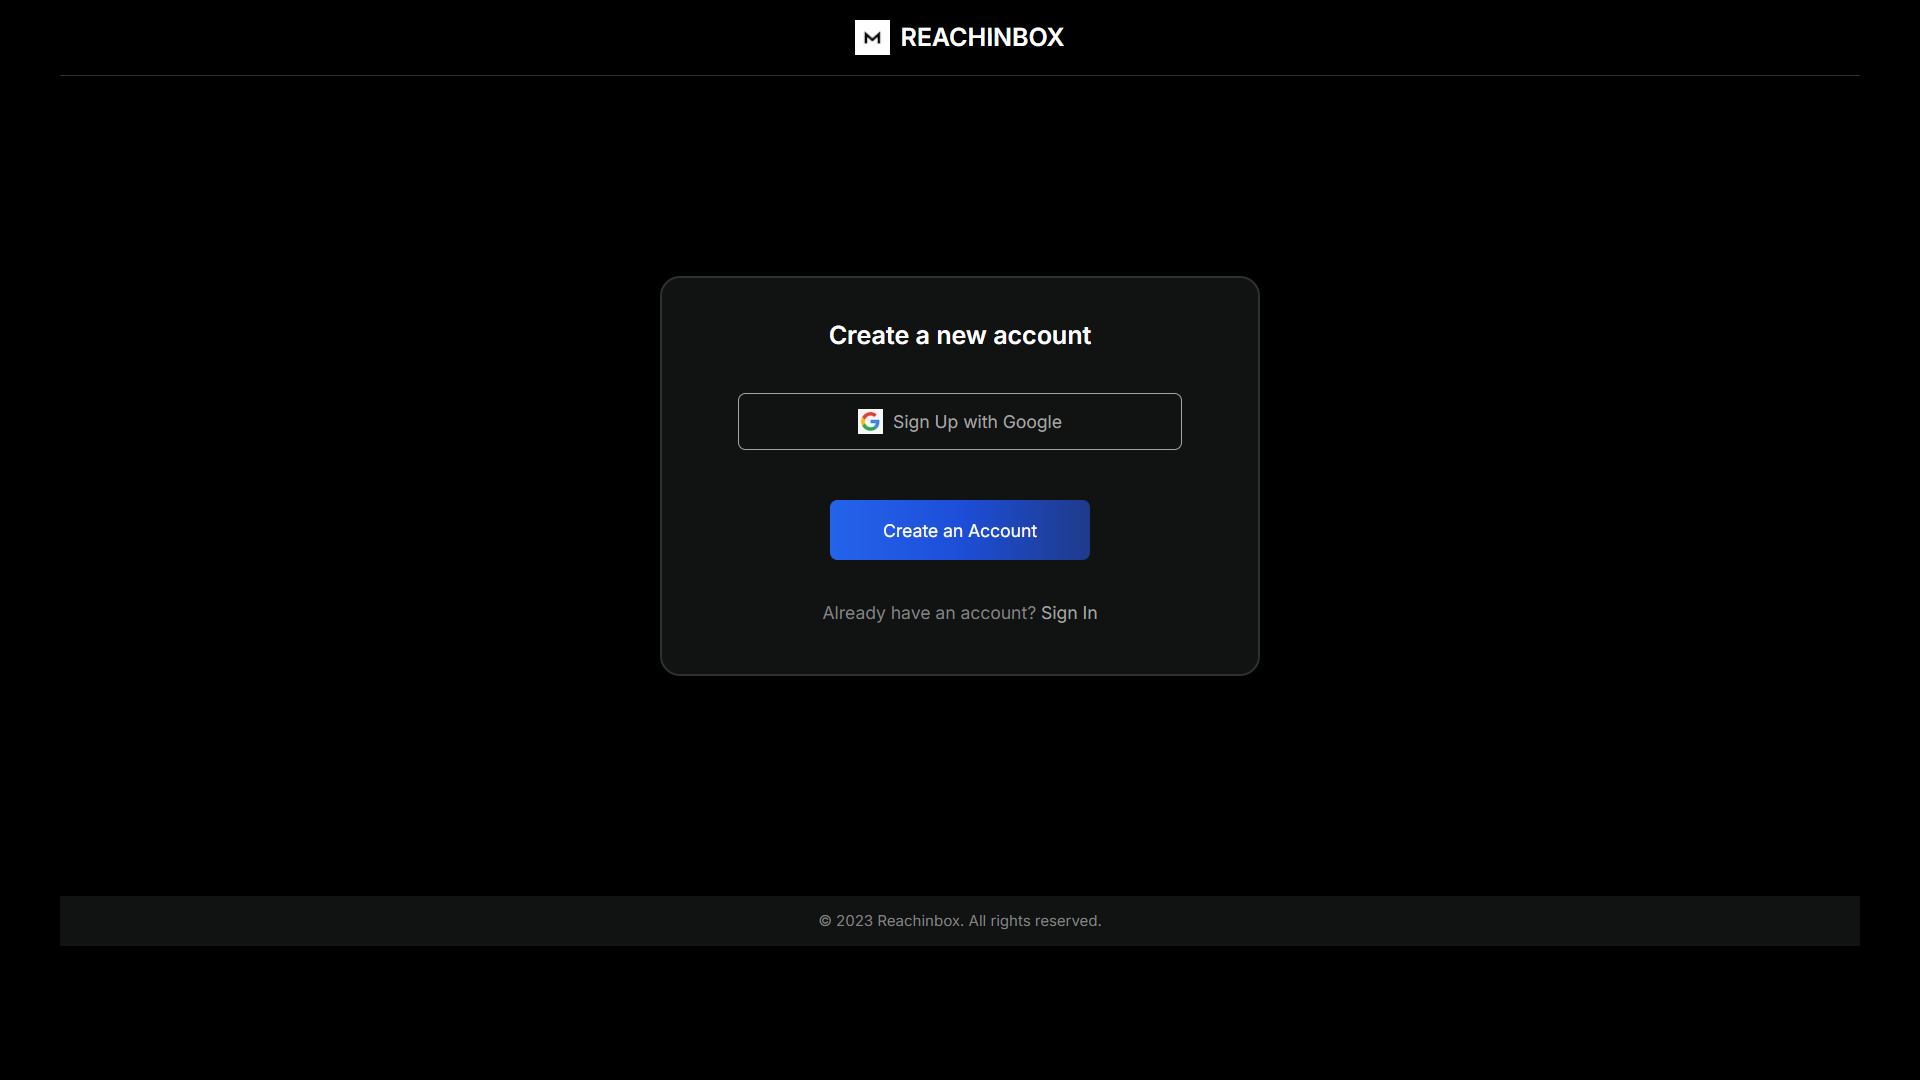 REACHINBOX
Create a new account
Sign Up with Google
Create an Account
Already have an account? Sign In
© 2023 Reachinbox. All rights reserved.